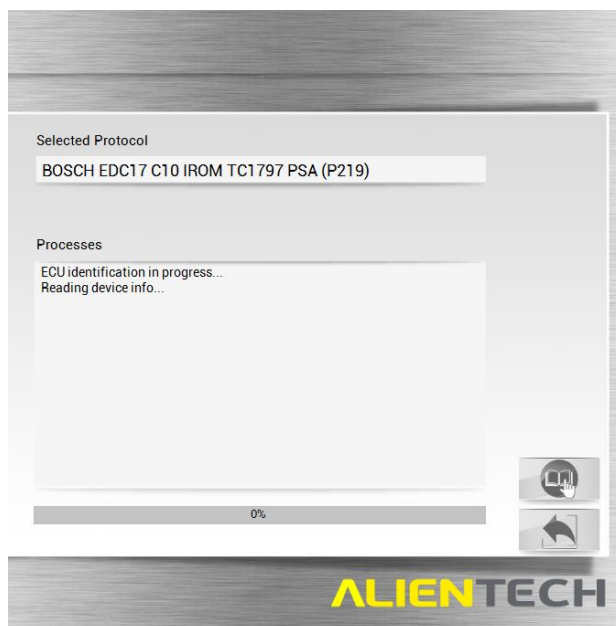 Selected Protocol
BOSCH EDC17 C10 IROM TC1797 PSA (P219)
Processes
ECU identification in progress...
Reading device info...
0%
ALIENTECH